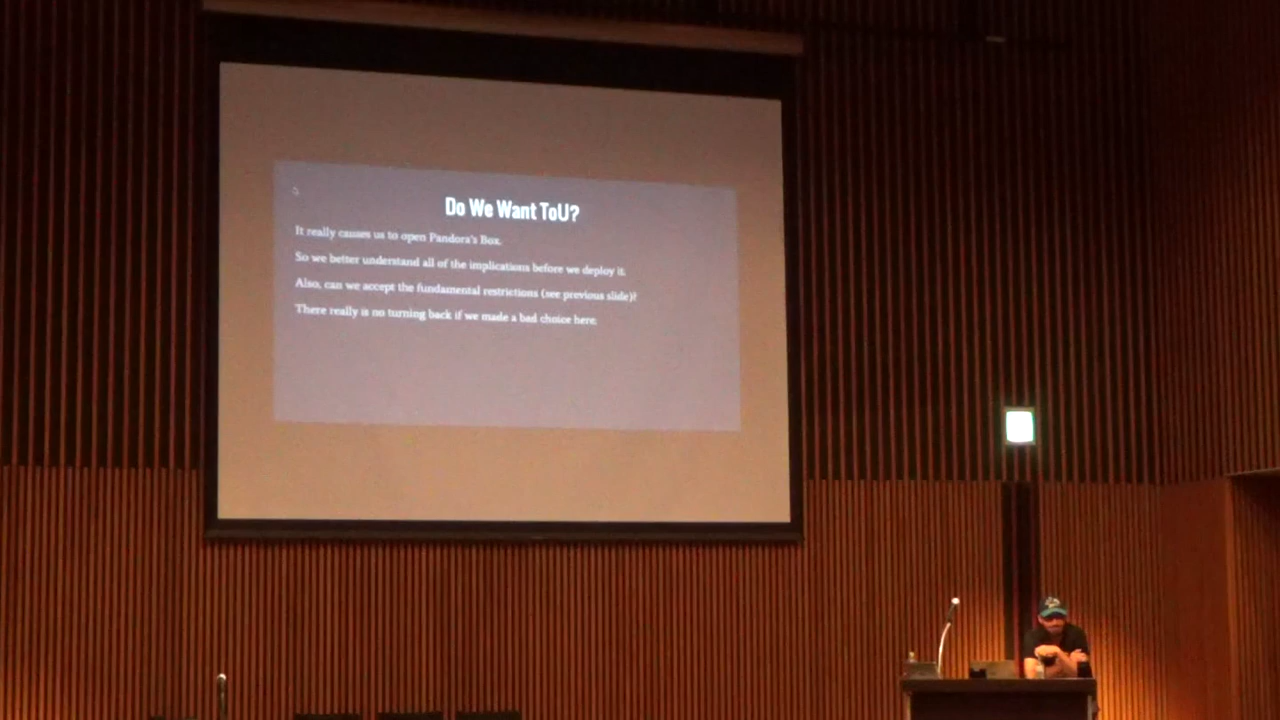 Do We Want ToU?
It really causes us to open Pandora's Box.
So we better understand all of the implications before we deploy it.
Also, can we accept the fundamental restrictions (see previous slide)?
There really is no turning back if we made a bad choice here.